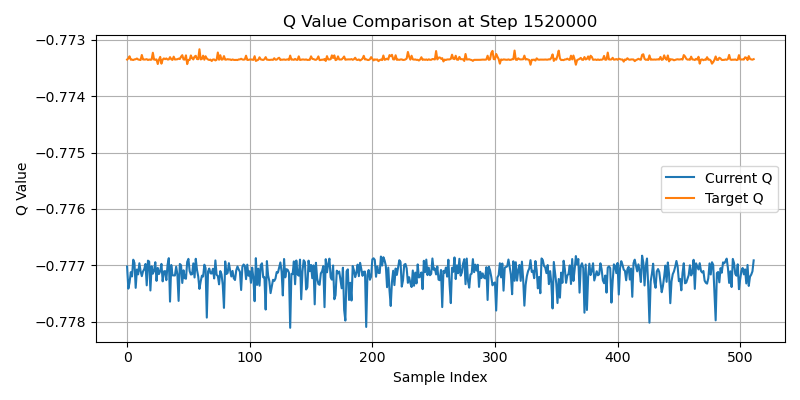 Q Value Comparison at Step 1520000
−0.773
−0.774
−0.775
−0.776
−0.777
−0.778
Q Value
Current Q
Target Q
0
100
200
300
400
500
Sample Index